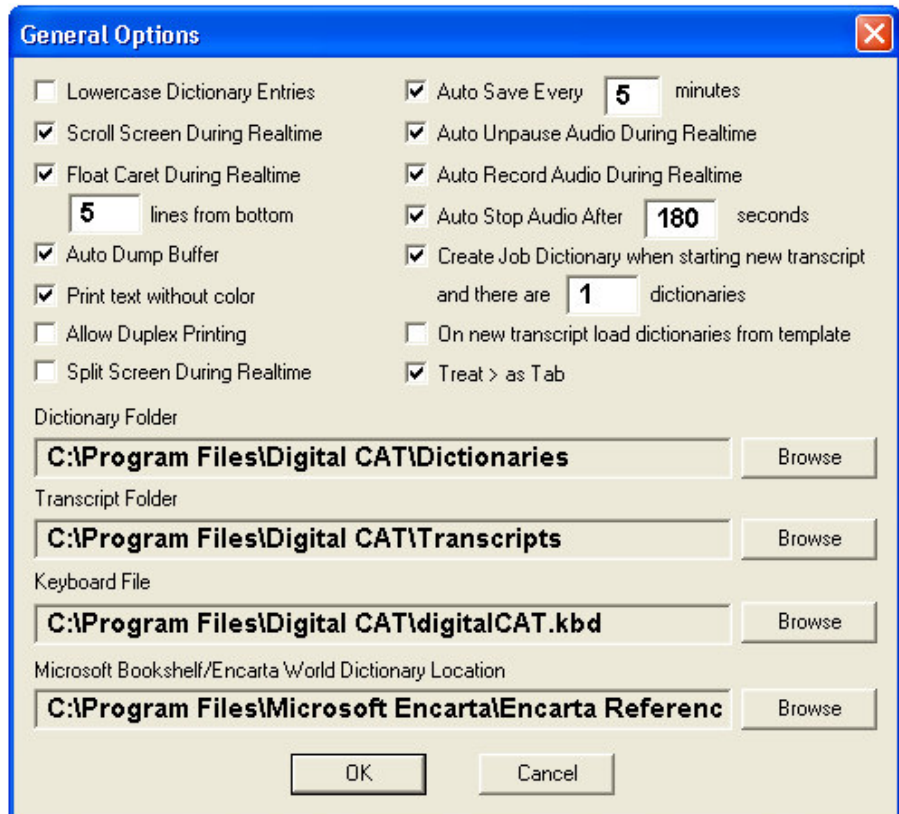 General Options
Lowercase Dictionary Entries
Scroll Screen During Realtime
Float Caret During Realtime
5 lines from bottom
Auto Dump Buffer
Print text without color
Allow Duplex Printing
Split Screen During Realtime
Auto Save Every 5 minutes
Auto Unpause Audio During Realtime
Auto Record Audio During Realtime
Auto Stop Audio After 180 seconds
Create Job Dictionary when starting new transcript
and there are 1 dictionaries
On new transcript load dictionaries from template
Treat > as Tab
Dictionary Folder
C:\Program Files\Digital CAT\Dictionaries Browse
Transcript Folder
C:\Program Files\Digital CAT\Transcripts Browse
Keyboard File
C:\Program Files\Digital CAT\digitalCAT.kbd Browse
Microsoft Bookshelf/Encarta World Dictionary Location
C:\Program Files\Microsoft Encarta\Encarta Referenc Browse
OK Cancel